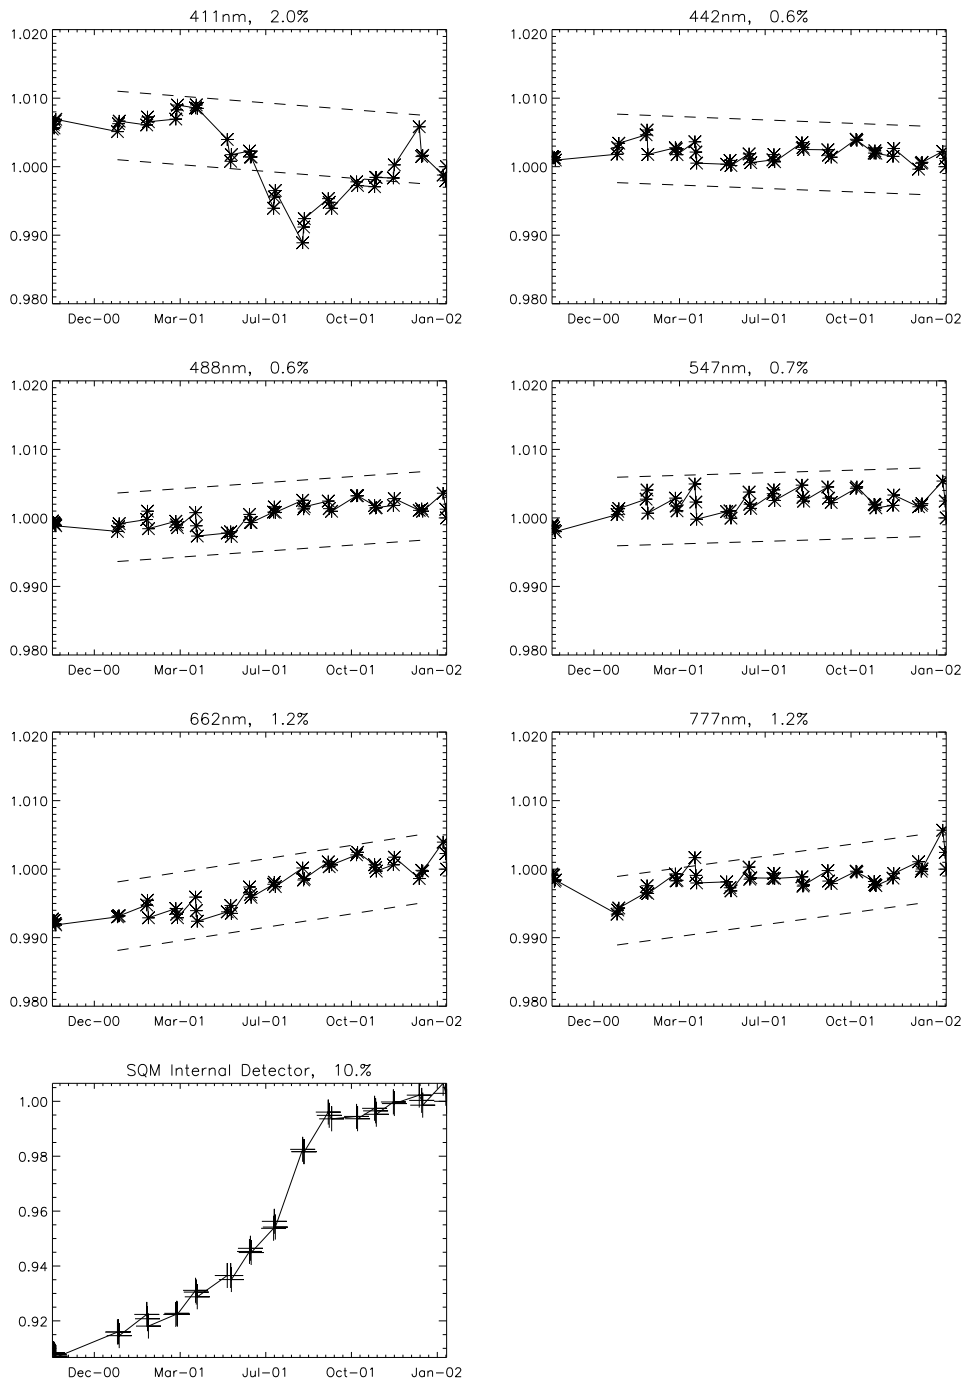 411nm, 2.0%
442nm, 0.6%
1.020
1.010
1.000
0.990
0.980
Dec-00 Mar-01 Jul-01 Oct-01 Jan-02
1.020
1.010
1.000
0.990
0.980
Dec-00 Mar-01 Jul-01 Oct-01 Jan-02
488nm, 0.6%
547nm, 0.7%
1.020
1.010
1.000
0.990
0.980
Dec-00 Mar-01 Jul-01 Oct-01 Jan-02
1.020
1.010
1.000
0.990
0.980
Dec-00 Mar-01 Jul-01 Oct-01 Jan-02
662nm, 1.2%
777nm, 1.2%
1.020
1.010
1.000
0.990
0.980
Dec-00 Mar-01 Jul-01 Oct-01 Jan-02
1.020
1.010
1.000
0.990
0.980
Dec-00 Mar-01 Jul-01 Oct-01 Jan-02
SQM Internal Detector, 10.%
1.00
0.98
0.96
0.94
0.92
Dec-00 Mar-01 Jul-01 Oct-01 Jan-02